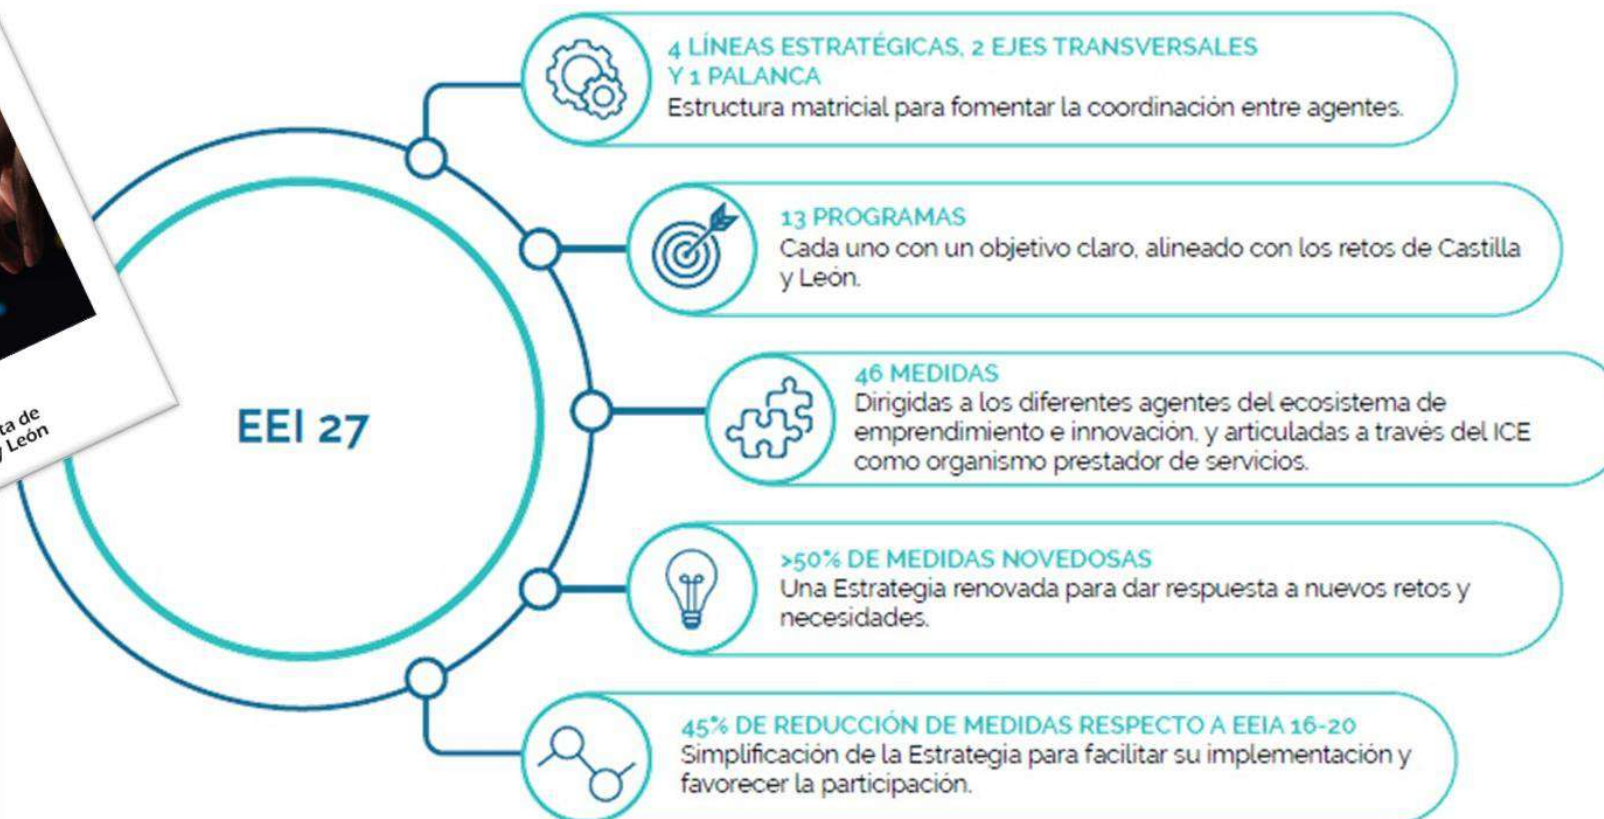 4 LÍNEAS ESTRATÉGICAS, 2 EJES TRANSVERSALES
Y 1 PALANCA
Estructura matricial para fomentar la coordinación entre agentes.
13 PROGRAMAS
Cada uno con un objetivo claro, alineado con los retos de Castilla
y León.
46 MEDIDAS
Dirigidas a los diferentes agentes del ecosistema de
emprendimiento e innovación, y articuladas a través del ICE
como organismo prestador de servicios.
EEI 27
de
León
>50% DE MEDIDAS NOVEDOSAS
Una Estrategia renovada para dar respuesta a nuevos retos y
necesidades.
45% DE REDUCCIÓN DE MEDIDAS RESPECTO A EEIA 16-20
Simplificación de la Estrategia para facilitar su implementación y
favorecer la participación.